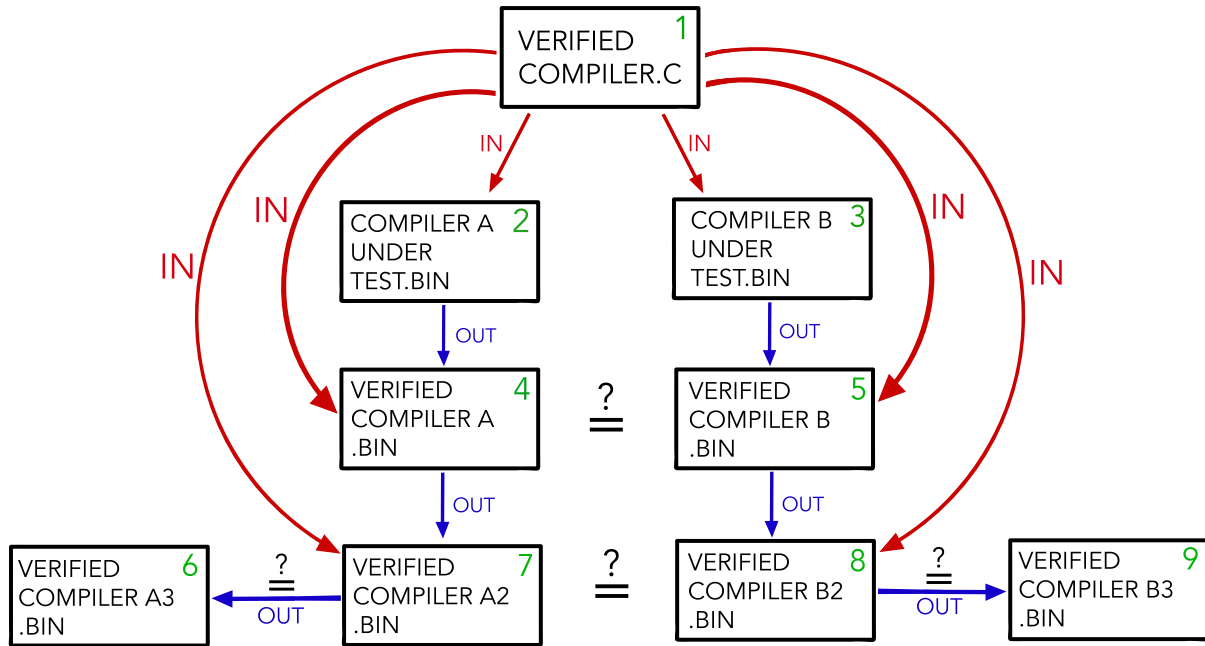 VERIFIED 1
COMPILER.C
IN IN
IN IN
IN IN
COMPILER A 2
UNDER
TEST.BIN
COMPILER B 3
UNDER
TEST.BIN
OUT OUT
VERIFIED 4
COMPILER A
.BIN
?
=
VERIFIED 5
COMPILER B
.BIN
OUT OUT
VERIFIED 6
COMPILER A3
.BIN
?
=
OUT
VERIFIED 7
COMPILER A2
.BIN
?
=
VERIFIED 8
COMPILER B2
.BIN
?
=
OUT
VERIFIED 9
COMPILER B3
.BIN